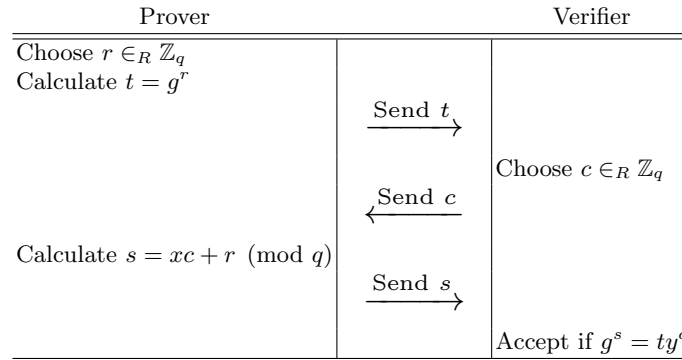 Prover Verifier
Choose r ∈_R ℤ_q
Calculate t = g^r
Send t
Choose c ∈_R ℤ_q
Send c
Calculate s = xc + r (mod q)
Send s
Accept if g^s = ty^c